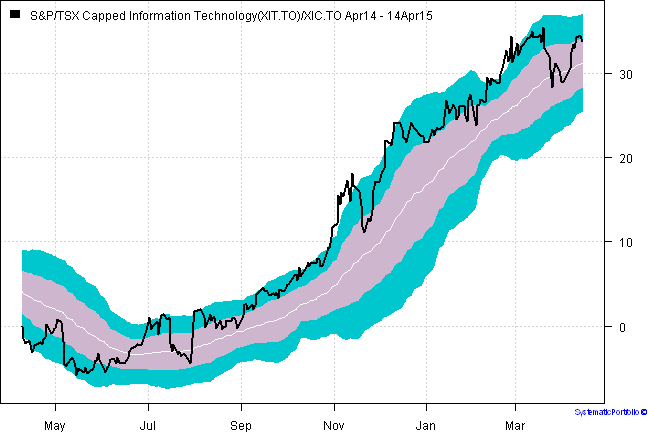 S&P/TSX Capped Information Technology(XIT.TO)/XIC.TO Apr14 - 14Apr15
30
20
10
0
May Jul Sep Nov Jan Mar
SystematicPortfolio ©